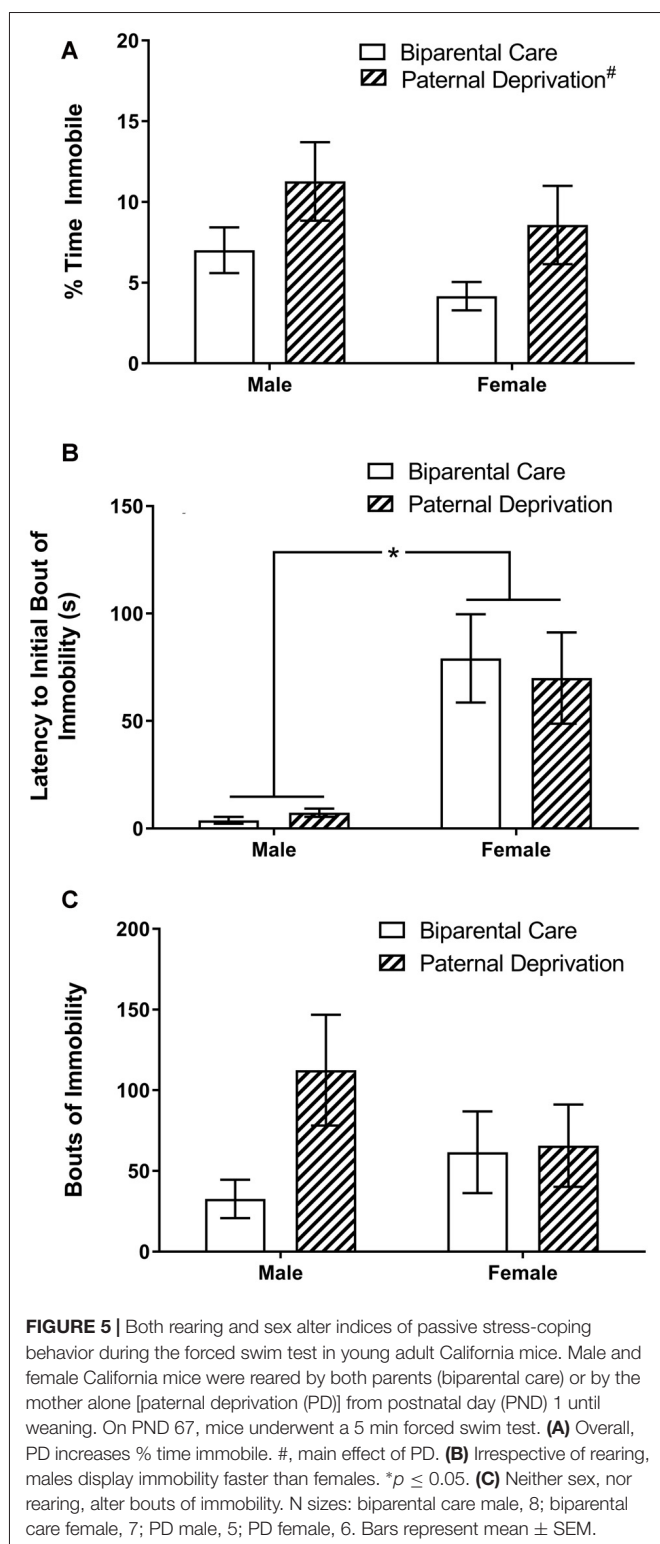 A
Biparental Care
Paternal Deprivation#
% Time Immobile
20
15
10
5
0
Male
Female
B
Biparental Care
Paternal Deprivation
Latency to Initial Bout of
Immobility (s)
150
100
50
0
*
Male
Female
C
Biparental Care
Paternal Deprivation
Bouts of Immobility
200
150
100
50
0
Male
Female
FIGURE 5 | Both rearing and sex alter indices of passive stress-coping
behavior during the forced swim test in young adult California mice. Male and
female California mice were reared by both parents (biparental care) or by the
mother alone [paternal deprivation (PD)] from postnatal day (PND) 1 until
weaning. On PND 67, mice underwent a 5 min forced swim test. (A) Overall,
PD increases % time immobile. #, main effect of PD. (B) Irrespective of rearing,
males display immobility faster than females. *p ≤ 0.05. (C) Neither sex, nor
rearing, alter bouts of immobility. N sizes: biparental care male, 8; biparental
care female, 7; PD male, 5; PD female, 6. Bars represent mean ± SEM.